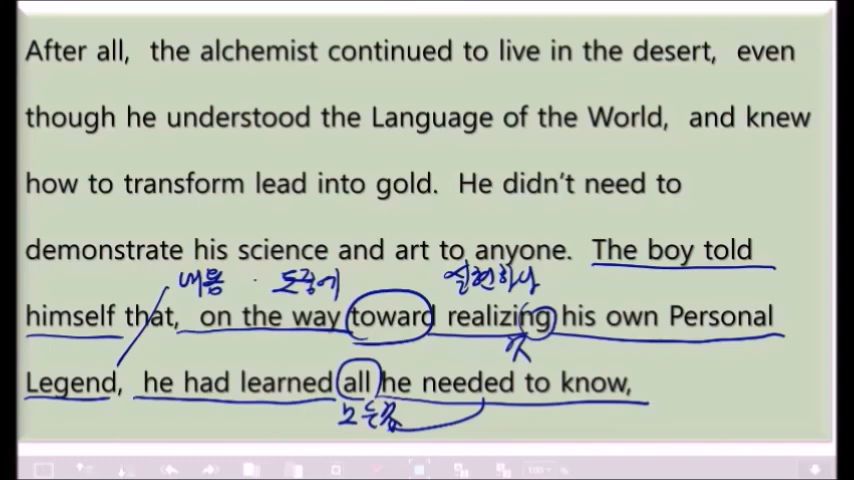 After all, the alchemist continued to live in the desert, even
though he understood the Language of the World, and knew
how to transform lead into gold. He didn't need to
demonstrate his science and art to anyone. The boy told
내용 도중에 실현하다
himself that, on the way toward realizing his own Personal
것
Legend, he had learned all he needed to know,
모든것